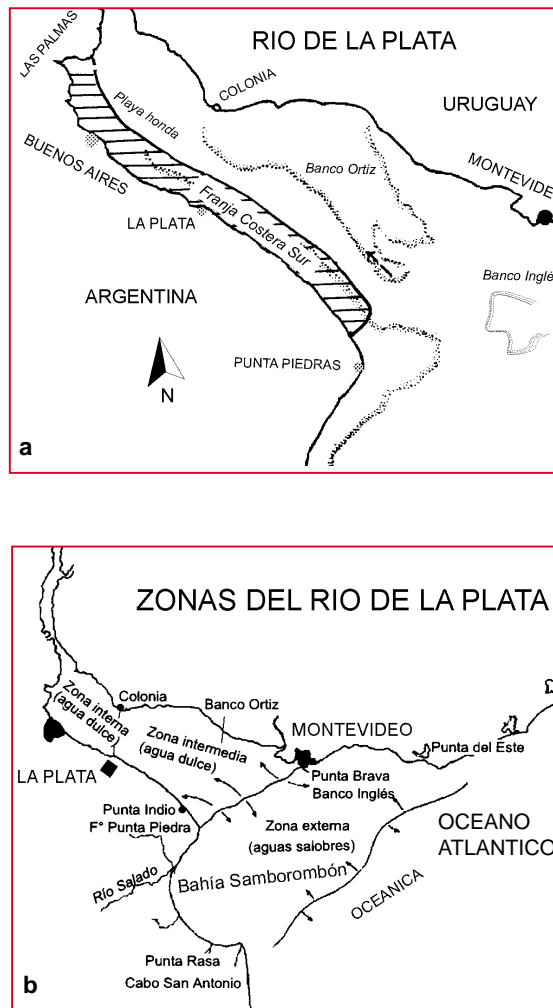 RIO DE LA PLATA
LAS PALMAS
COLONIA
URUGUAY
Playa honda
MONTEVIDE
BUENOS AIRES
Banco Ortiz
LA PLATA
Franja Costera Sur
Banco Inglé
ARGENTINA
PUNTA PIEDRAS
N
a
ZONAS DEL RIO DE LA PLATA
Zona interna
(agua dulce)
Colonia
Banco Ortiz
Zona intermedia
(agua dulce)
MONTEVIDEO
Punta del Este
LA PLATA
Punta Brava
Banco Inglés
Punta Indio
F° Punta Piedra
OCEANO
ATLANTICO
Zona externa
(aguas saiobres)
Río Salado
Bahía Samborombón
OCEANICA
Punta Rasa
Cabo San Antonio
b